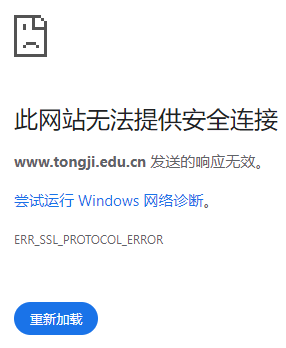 此网站无法提供安全连接
www.tongji.edu.cn 发送的响应无效。
尝试运行 Windows 网络诊断。
ERR_SSL_PROTOCOL_ERROR
重新加载